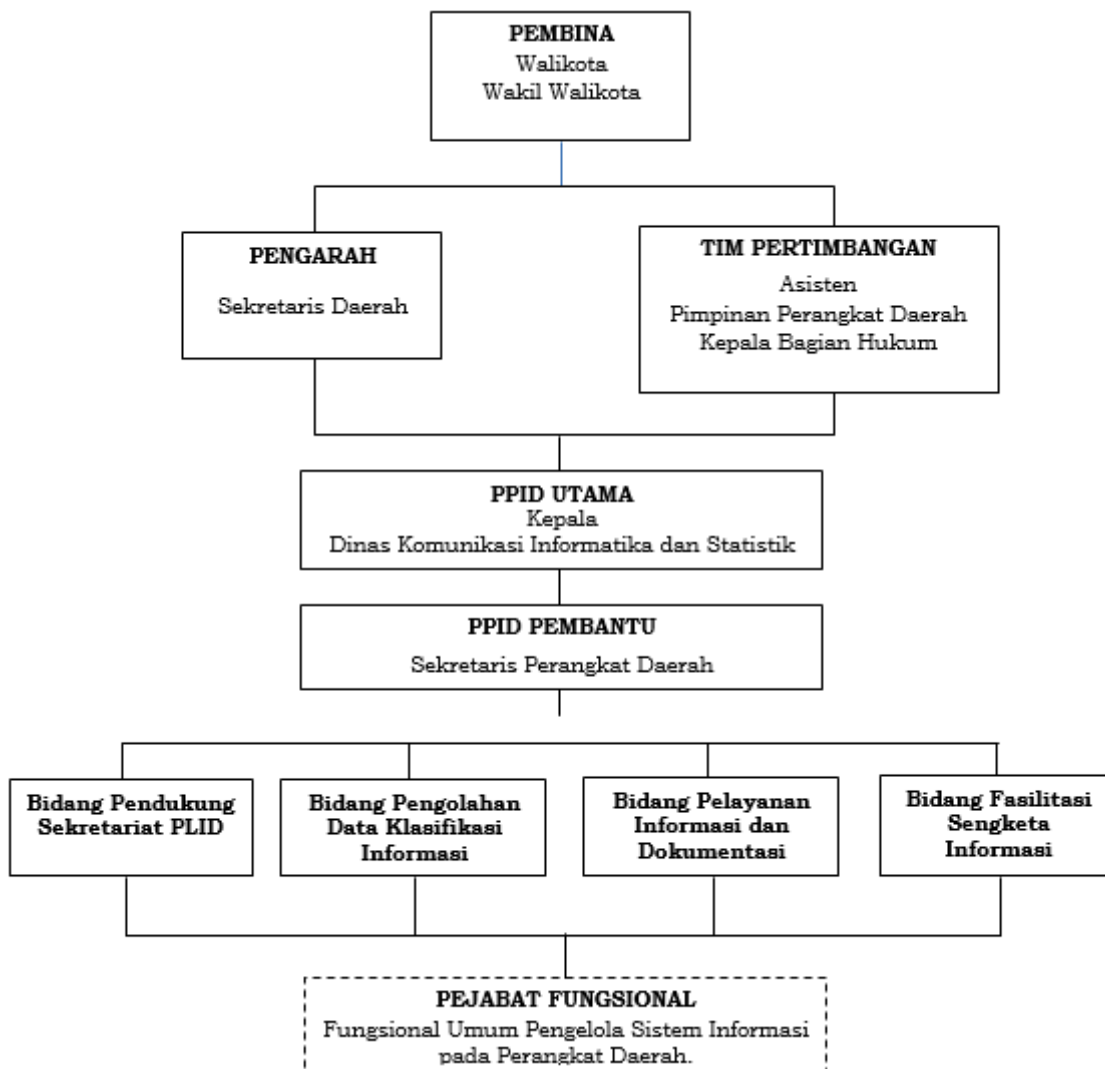 PEMBINA
Walikota
Wakil Walikota
PENGARAH
Sekretaris Daerah
TIM PERTIMBANGAN
Asisten
Pimpinan Perangkat Daerah
Kepala Bagian Hukum
PPID UTAMA
Kepala
Dinas Komunikasi Informatika dan Statistik
PPID PEMBANTU
Sekretaris Perangkat Daerah
Bidang Pendukung
Sekretariat PLID
Bidang Pengolahan
Data Klasifikasi
Informasi
Bidang Pelayanan
Informasi dan
Dokumentasi
Bidang Fasilitasi
Sengketa
Informasi
PEJABAT FUNGSIONAL
Fungsional Umum Pengelola Sistem Informasi
pada Perangkat Daerah.